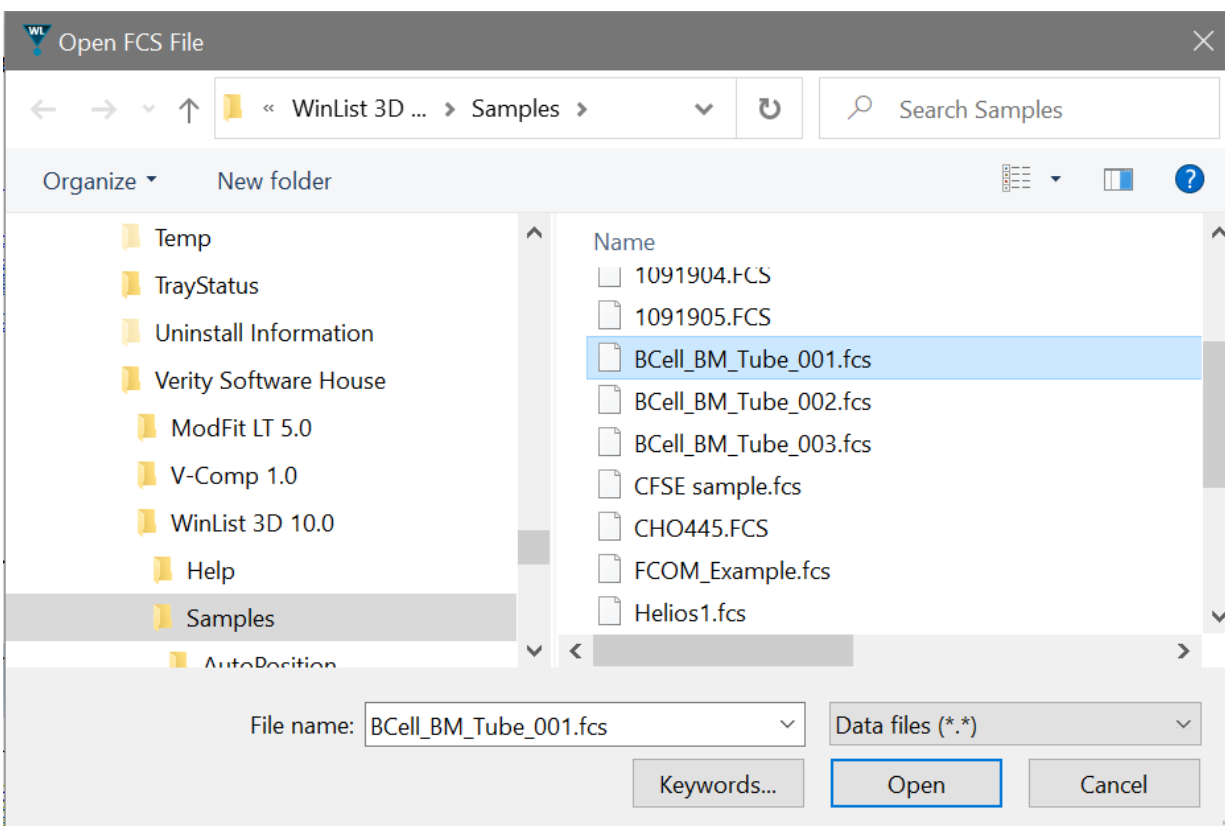 WL Open FCS File
« WinList 3D ... > Samples >
Search Samples
Organize New folder
?
Temp
TrayStatus
Uninstall Information
Verity Software House
ModFit LT 5.0
V-Comp 1.0
WinList 3D 10.0
Help
Samples
AutoPosition
Name
1091904.FCS
1091905.FCS
BCell_BM_Tube_001.fcs
BCell_BM_Tube_002.fcs
BCell_BM_Tube_003.fcs
CFSE sample.fcs
CHO445.FCS
FCOM_Example.fcs
Helios1.fcs
File name: BCell_BM_Tube_001.fcs
Data files (*.*)
Keywords... Open Cancel